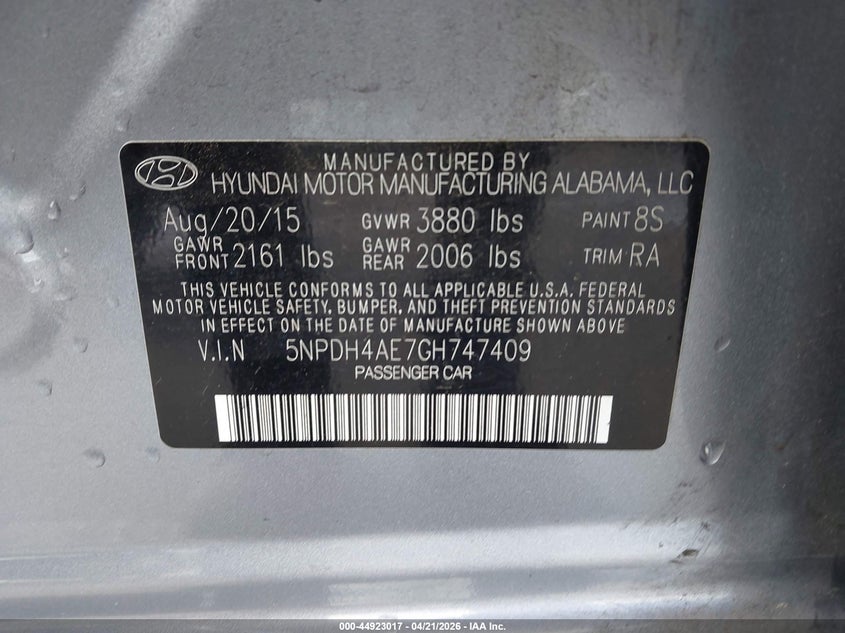 MANUFACTURED BY
HYUNDAI MOTOR MANUFACTURING ALABAMA, LLC
Aug/20/15 GVWR 3880 lbs PAINT 8S
GAWR FRONT 2161 lbs GAWR REAR 2006 lbs TRIM RA
THIS VEHICLE CONFORMS TO ALL APPLICABLE U.S.A. FEDERAL
MOTOR VEHICLE SAFETY, BUMPER, AND THEFT PREVENTION STANDARDS
IN EFFECT ON THE DATE OF MANUFACTURE SHOWN ABOVE
V.I.N 5NPDH4AE7GH747409
PASSENGER CAR
000-44923017 - 04/21/2026 - IAA Inc.